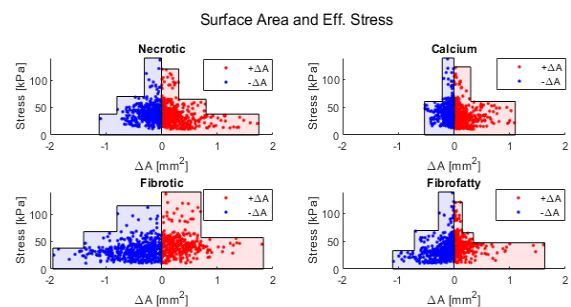 Surface Area and Eff. Stress
Necrotic
Stress [kPa]
100
50
0
-2 -1 0 1 2
ΔA [mm²]
+ΔA
-ΔA
Calcium
Stress [kPa]
100
50
0
-2 -1 0 1 2
ΔA [mm²]
+ΔA
-ΔA
Fibrotic
Stress [kPa]
100
50
0
-2 -1 0 1 2
ΔA [mm²]
+ΔA
-ΔA
Fibrofatty
Stress [kPa]
100
50
0
-2 -1 0 1 2
ΔA [mm²]
+ΔA
-ΔA